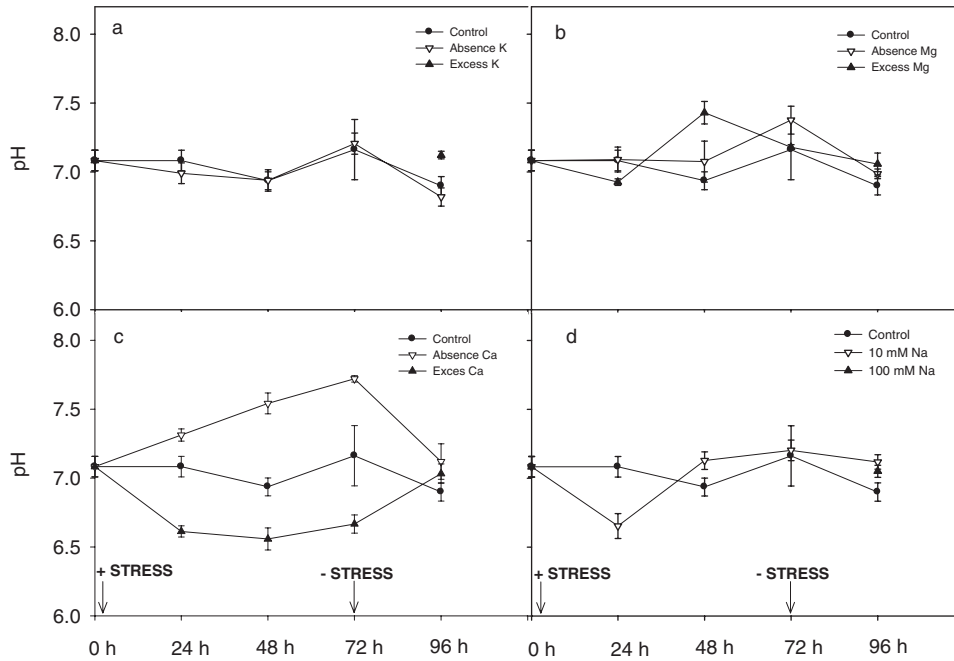 a
Control
Absence K
Excess K
b
Control
Absence Mg
Excess Mg
8.0
7.5
7.0
6.5
6.0
pH
c
Control
Absence Ca
Exces Ca
d
Control
10 mM Na
100 mM Na
8.0
7.5
7.0
6.5
6.0
pH
+ STRESS
- STRESS
+ STRESS
- STRESS
0 h 24 h 48 h 72 h 96 h
0 h 24 h 48 h 72 h 96 h